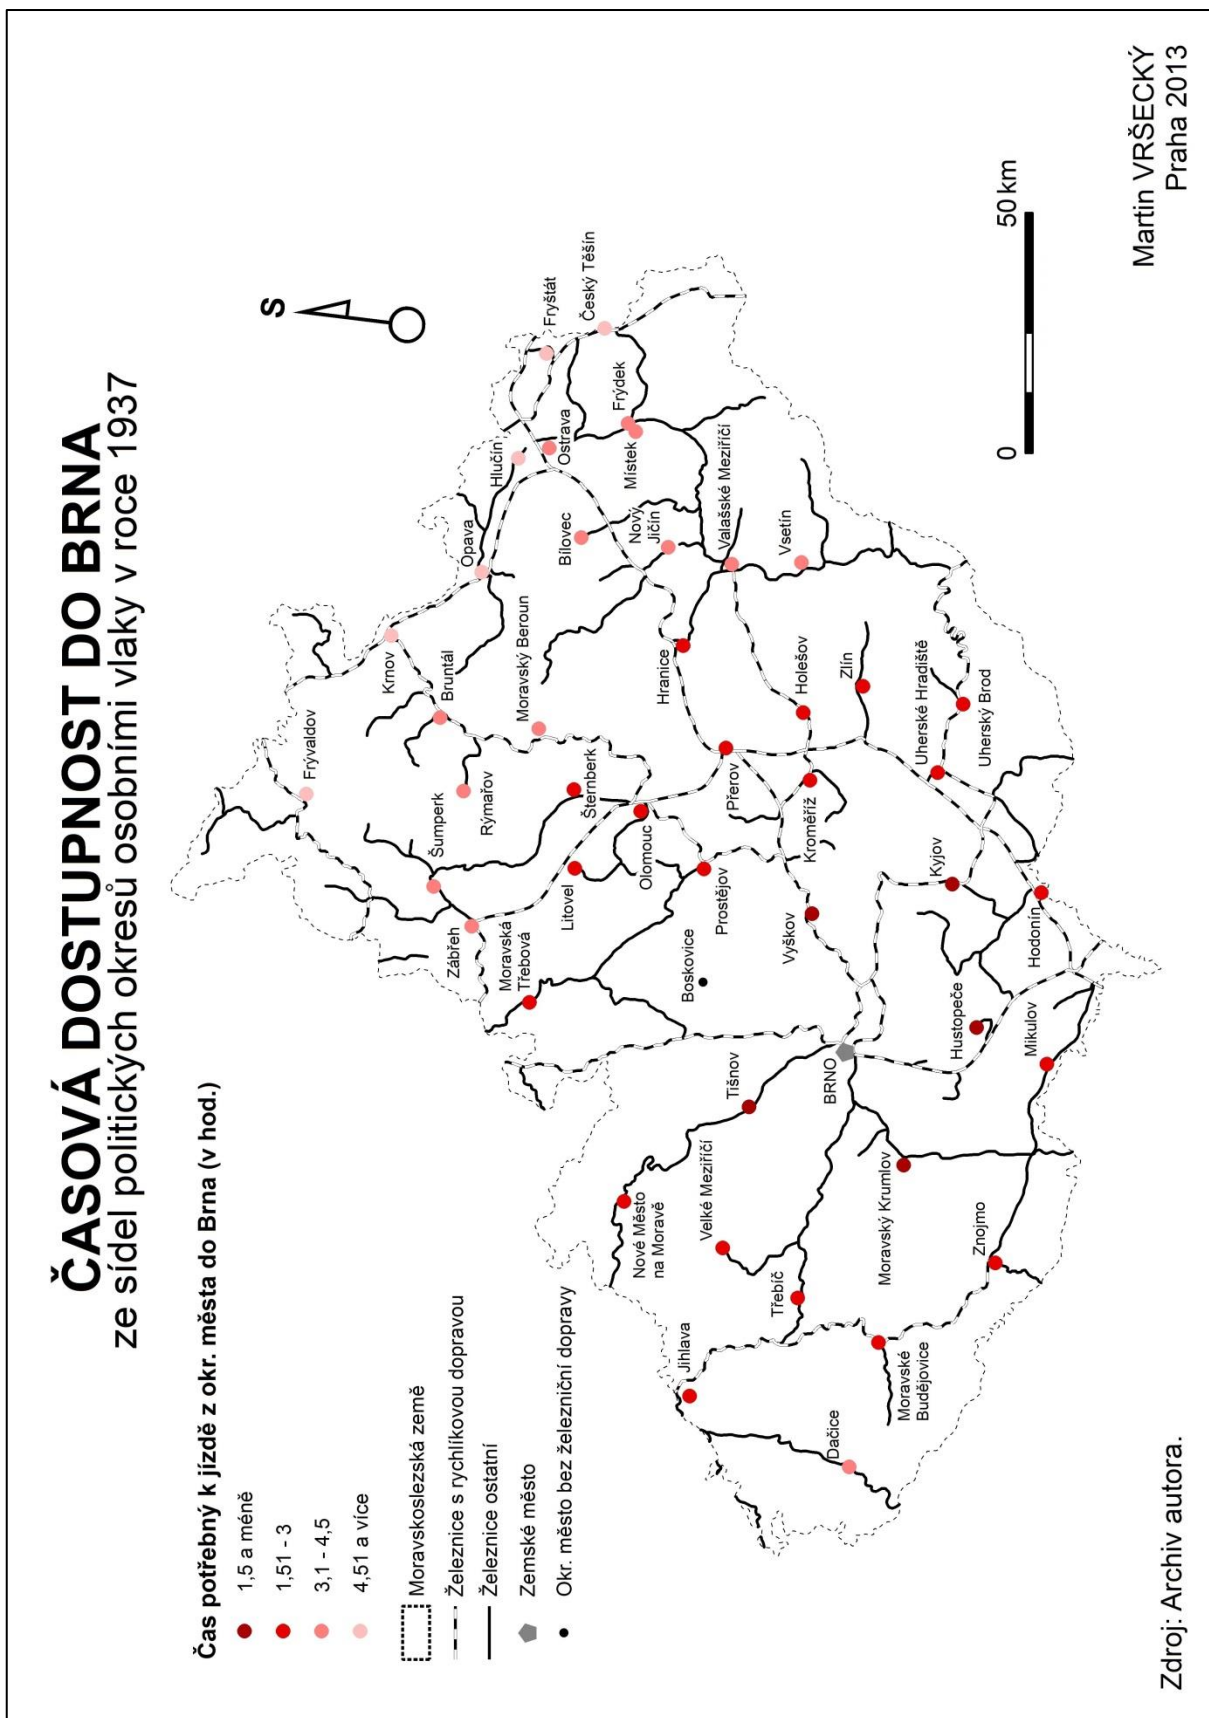 ČASOVÁ DOSTUPNOST DO BRNA
ze sídel politických okresů osobními vlaky v roce 1937
Čas potřebný k jízdě z okr. města do Brna (v hod.)
1,5 a méně
1,51 - 3
3,1 - 4,5
4,51 a více
Moravskoslezská země
Železnice s rychlíkovou dopravou
Železnice ostatní
Zemské město
Okr. město bez železniční dopravy
S
Frývaldov
Krnov
Bruntál
Opava
Hlučín
Fryštát
Český Těšín
Šumperk
Rýmařov
Moravský Beroun
Bílovec
Ostrava
Frýdek
Místek
Zábřeh
Šternberk
Nový
Jičín
Moravská
Třebová
Litovel
Olomouc
Hranice
Valašské Meziříčí
Boskovice
Prostějov
Přerov
Vsetín
Nové Město
na Moravě
Tišnov
Vyškov
Kroměříž
Holešov
Zlín
Jihlava
Velké Meziříčí
Třebíč
BRNO
Dačice
Moravské
Budějovice
Moravský Krumlov
Hustopeče
Kyjov
Uherské Hradiště
Uherský Brod
Znojmo
Mikulov
Hodonín
0
50 km
Zdroj: Archiv autora.
Martin VRŠECKÝ
Praha 2013